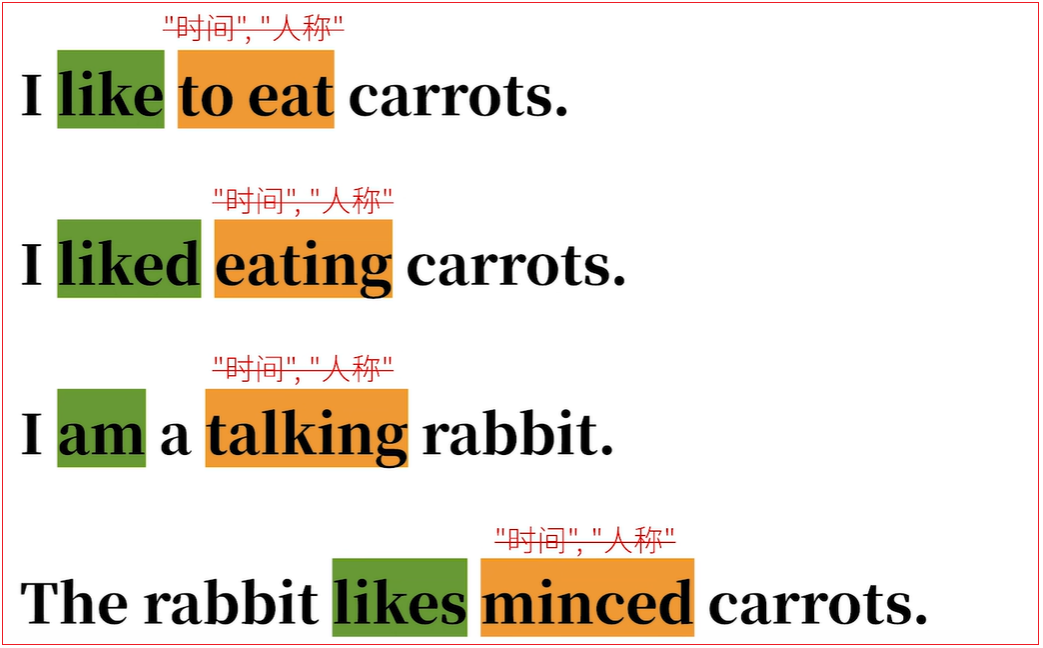 "时间", "人称"
I like to eat carrots.
"时间", "人称"
I liked eating carrots.
"时间", "人称"
I am a talking rabbit.
"时间", "人称"
The rabbit likes minced carrots.